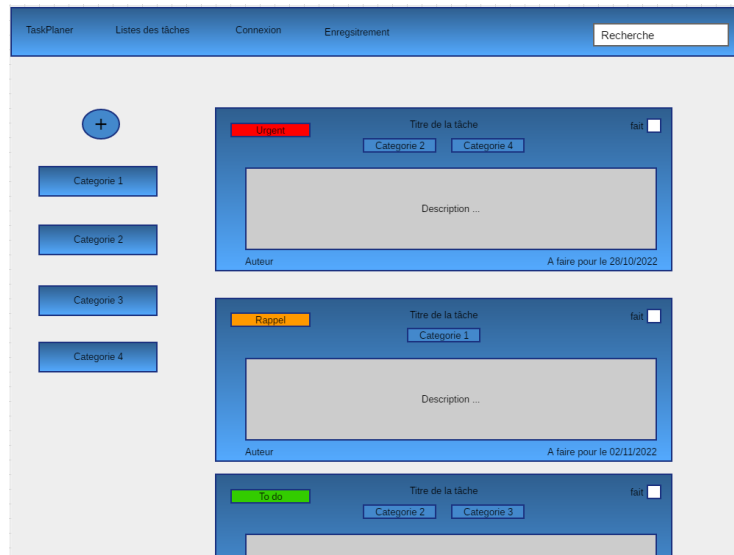 TaskPlaner Listes des tâches Connexion Enregsitrement Recherche
+
Categorie 1
Categorie 2
Categorie 3
Categorie 4
Urgent Titre de la tâche fait
Categorie 2 Categorie 4
Description ...
Auteur A faire pour le 28/10/2022
Rappel Titre de la tâche fait
Categorie 1
Description ...
Auteur A faire pour le 02/11/2022
To do Titre de la tâche fait
Categorie 2 Categorie 3